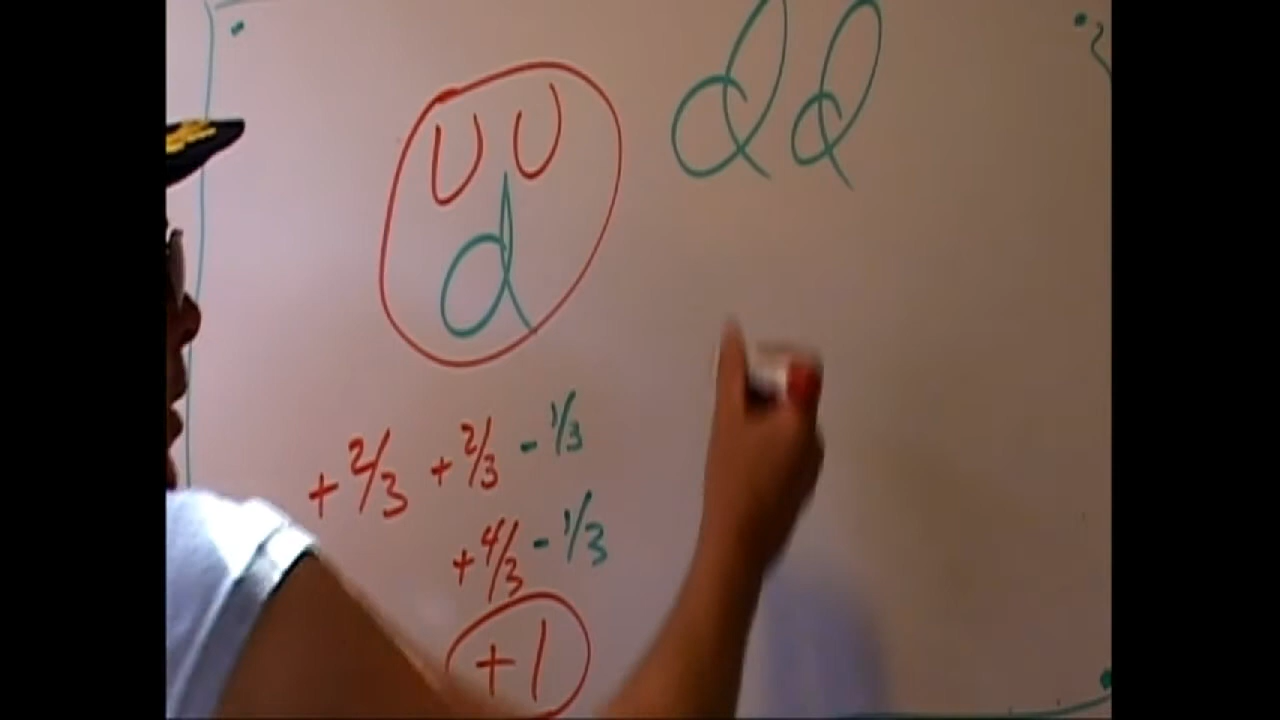 U U d d
d
+ 2/3 + 2/3 - 1/3
+ 4/3 - 1/3
+1